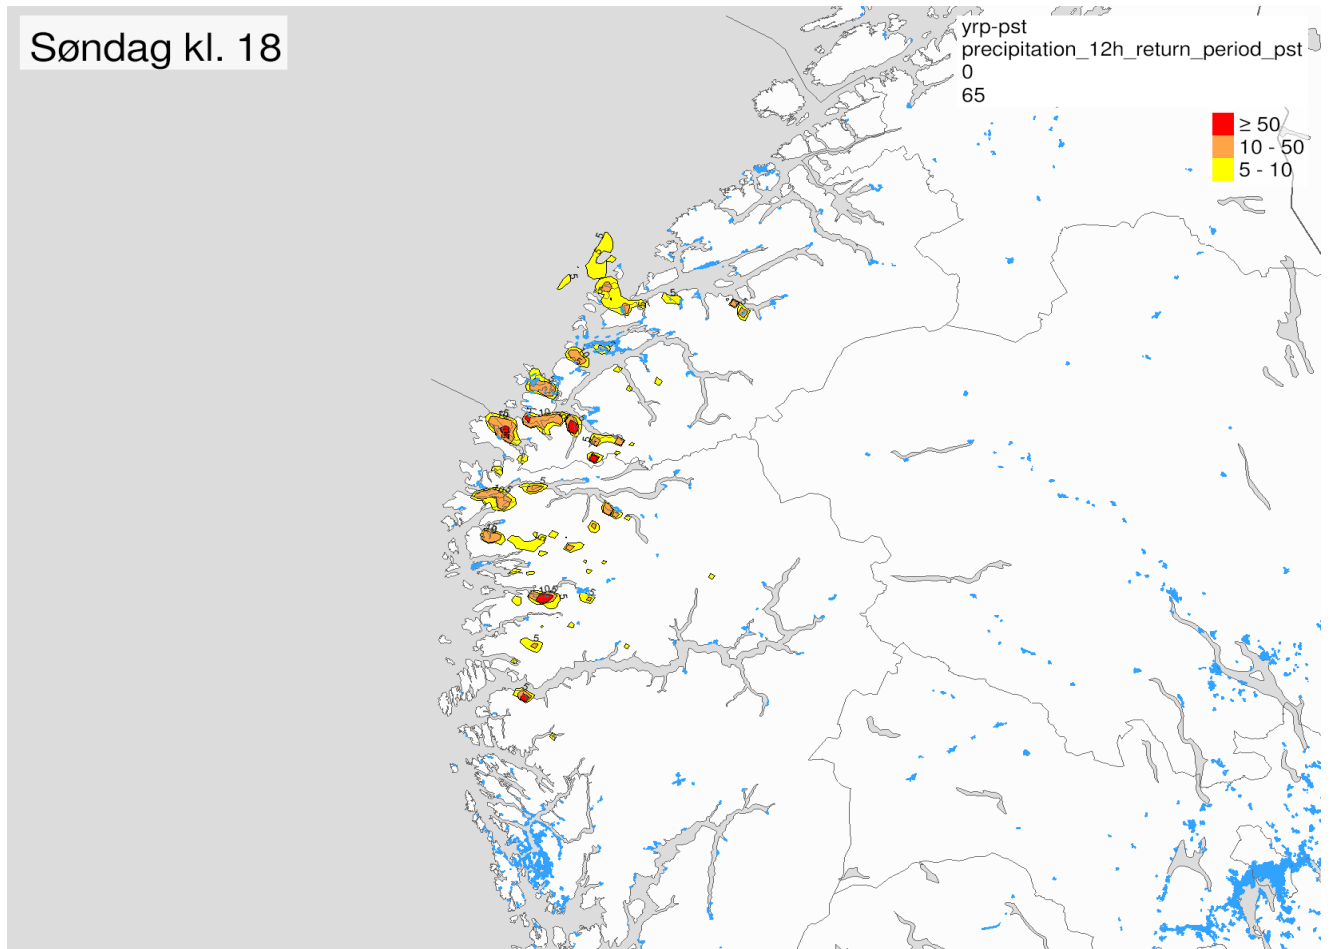 Søndag kl. 18
yrp-pst
precipitation_12h_return_period_pst
0
65
≥ 50
10 - 50
5 - 10